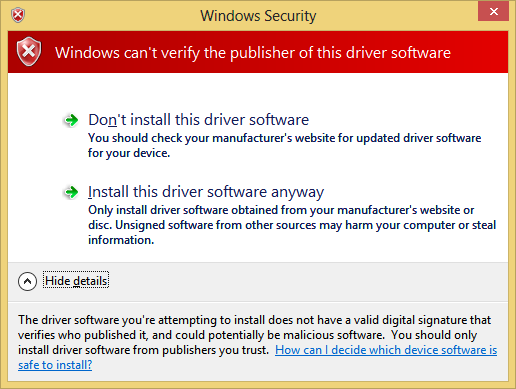 Windows Security
Windows can't verify the publisher of this driver software
Don't install this driver software
You should check your manufacturer's website for updated driver software
for your device.
Install this driver software anyway
Only install driver software obtained from your manufacturer's website or
disc. Unsigned software from other sources may harm your computer or steal
information.
Hide details
The driver software you're attempting to install does not have a valid digital signature that
verifies who published it, and could potentially be malicious software.  You should only
install driver software from publishers you trust.  How can I decide which device software is
safe to install?